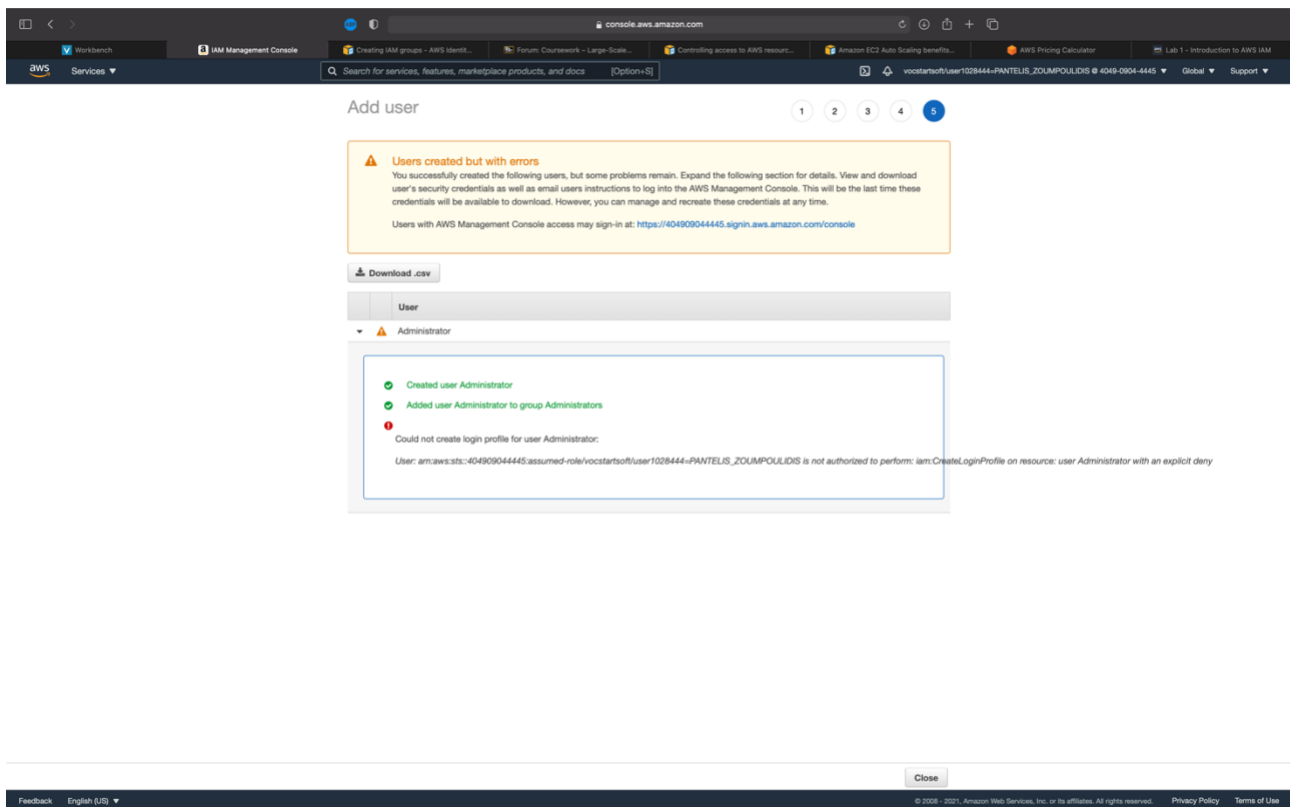 console.aws.amazon.com
Workbench
IAM Management Console
Creating IAM groups - AWS Identit...
Forum: Coursework – Large-Scale...
Controlling access to AWS resourc...
Amazon EC2 Auto Scaling benefits...
AWS Pricing Calculator
Lab 1 - Introduction to AWS IAM
aws
Services ▼
Search for services, features, marketplace products, and docs [Option+S]
vocstartsoft/user1028444=PANTELIS_ZOUMPOULIDIS @ 4049-0904-4445 ▼
Global ▼
Support ▼
Add user
1 2 3 4 5
Users created but with errors
You successfully created the following users, but some problems remain. Expand the following section for details. View and download
user's security credentials as well as email users instructions to log into the AWS Management Console. This will be the last time these
credentials will be available to download. However, you can manage and recreate these credentials at any time.
Users with AWS Management Console access may sign-in at: https://404909044445.signin.aws.amazon.com/console
Download .csv
User
Administrator
Created user Administrator
Added user Administrator to group Administrators
Could not create login profile for user Administrator:
User: arn:aws:sts::404909044445:assumed-role/vocstartsoft/user1028444=PANTELIS_ZOUMPOULIDIS is not authorized to perform: iam:CreateLoginProfile on resource: user Administrator with an explicit deny
Close
Feedback
English (US) ▼
© 2008 - 2021, Amazon Web Services, Inc. or its affiliates. All rights reserved.
Privacy Policy
Terms of Use